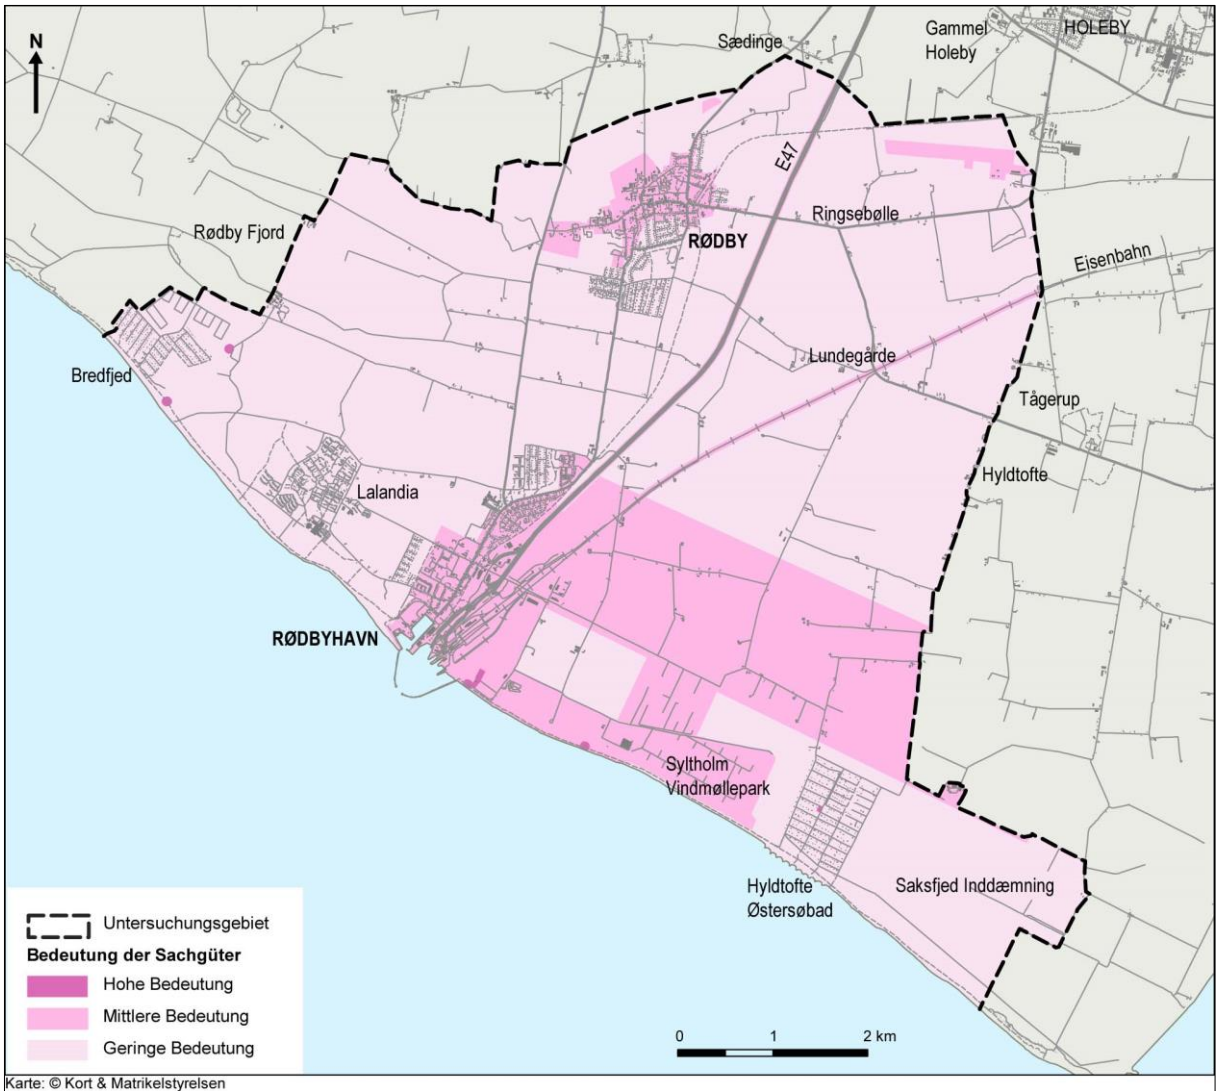 N
Sædinge
Gammel
Holeby
HOLEBY
E47
Rødby Fjord
Ringsebølle
RØDBY
Eisenbahn
Bredfjed
Lundegårde
Tågerup
Hyldtofte
Lalandia
RØDBYHAVN
Syltholm
Vindmøllepark
Hyldtofte
Østersøbad
Saksfjed Inddæmning
Untersuchungsgebiet
Bedeutung der Sachgüter
Hohe Bedeutung
Mittlere Bedeutung
Geringe Bedeutung
0 1 2 km
Karte: © Kort & Matrikelstyrelsen